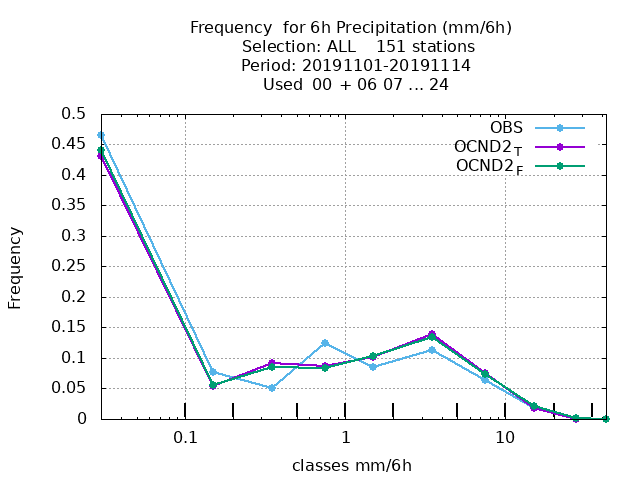 Frequency  for 6h Precipitation (mm/6h)
Selection: ALL    151 stations
Period: 20191101-20191114
Used  00 + 06 07 ... 24
OBS
OCND2T
OCND2F
0.5
0.45
0.4
0.35
0.3
0.25
0.2
0.15
0.1
0.05
0
Frequency
0.1
1
10
classes mm/6h